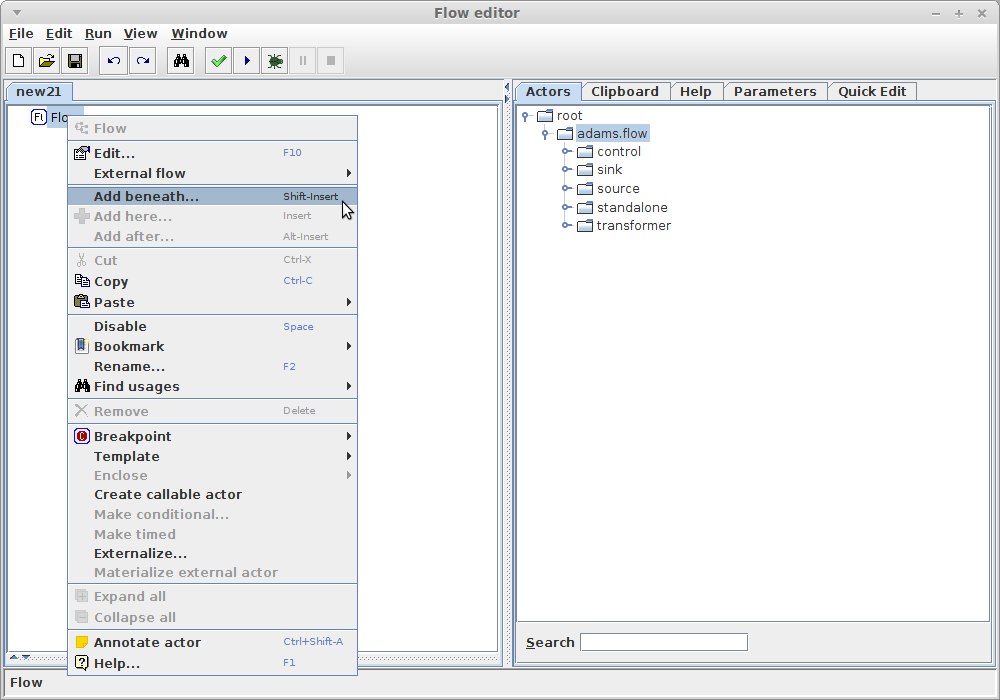 Flow editor
File Edit Run View Window
new21
Fl Flo
Flow
Edit... F10
External flow
Add beneath... Shift-Insert
Add here... Insert
Add after... Alt-Insert
Cut Ctrl-X
Copy Ctrl-C
Paste
Disable Space
Bookmark
Rename... F2
Find usages
Remove Delete
Breakpoint
Template
Enclose
Create callable actor
Make conditional...
Make timed
Externalize...
Materialize external actor
Expand all
Collapse all
Annotate actor Ctrl+Shift-A
Help... F1
Actors Clipboard Help Parameters Quick Edit
root
adams.flow
control
sink
source
standalone
transformer
Search
Flow